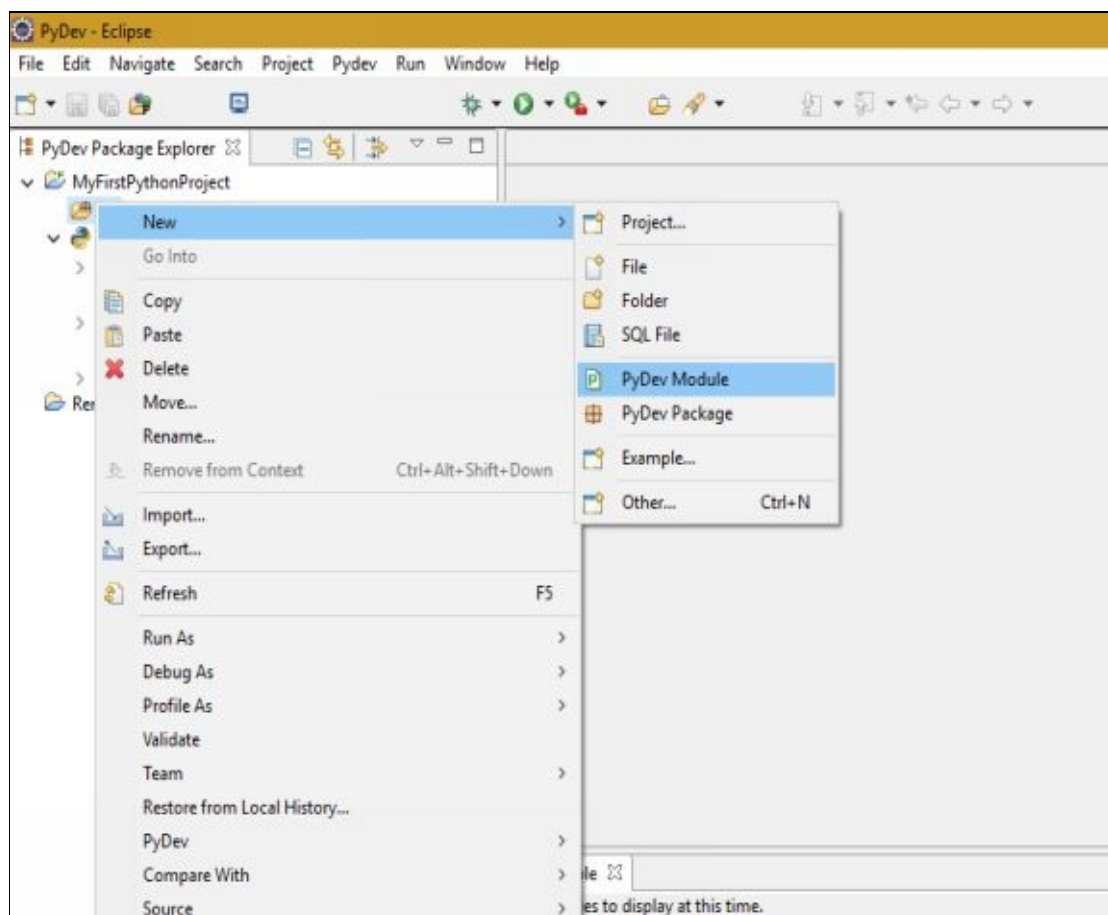 PyDev - Eclipse
File Edit Navigate Search Project Pydev Run Window Help
PyDev Package Explorer
MyFirstPythonProject
New
Go Into
Copy
Paste
Delete
Move...
Rename...
Remove from Context Ctrl+Alt+Shift+Down
Import...
Export...
Refresh F5
Run As
Debug As
Profile As
Validate
Team
Restore from Local History...
PyDev
Compare With
Source
Project...
File
Folder
SQL File
PyDev Module
PyDev Package
Example...
Other... Ctrl+N
Rer
le
es to display at this time.